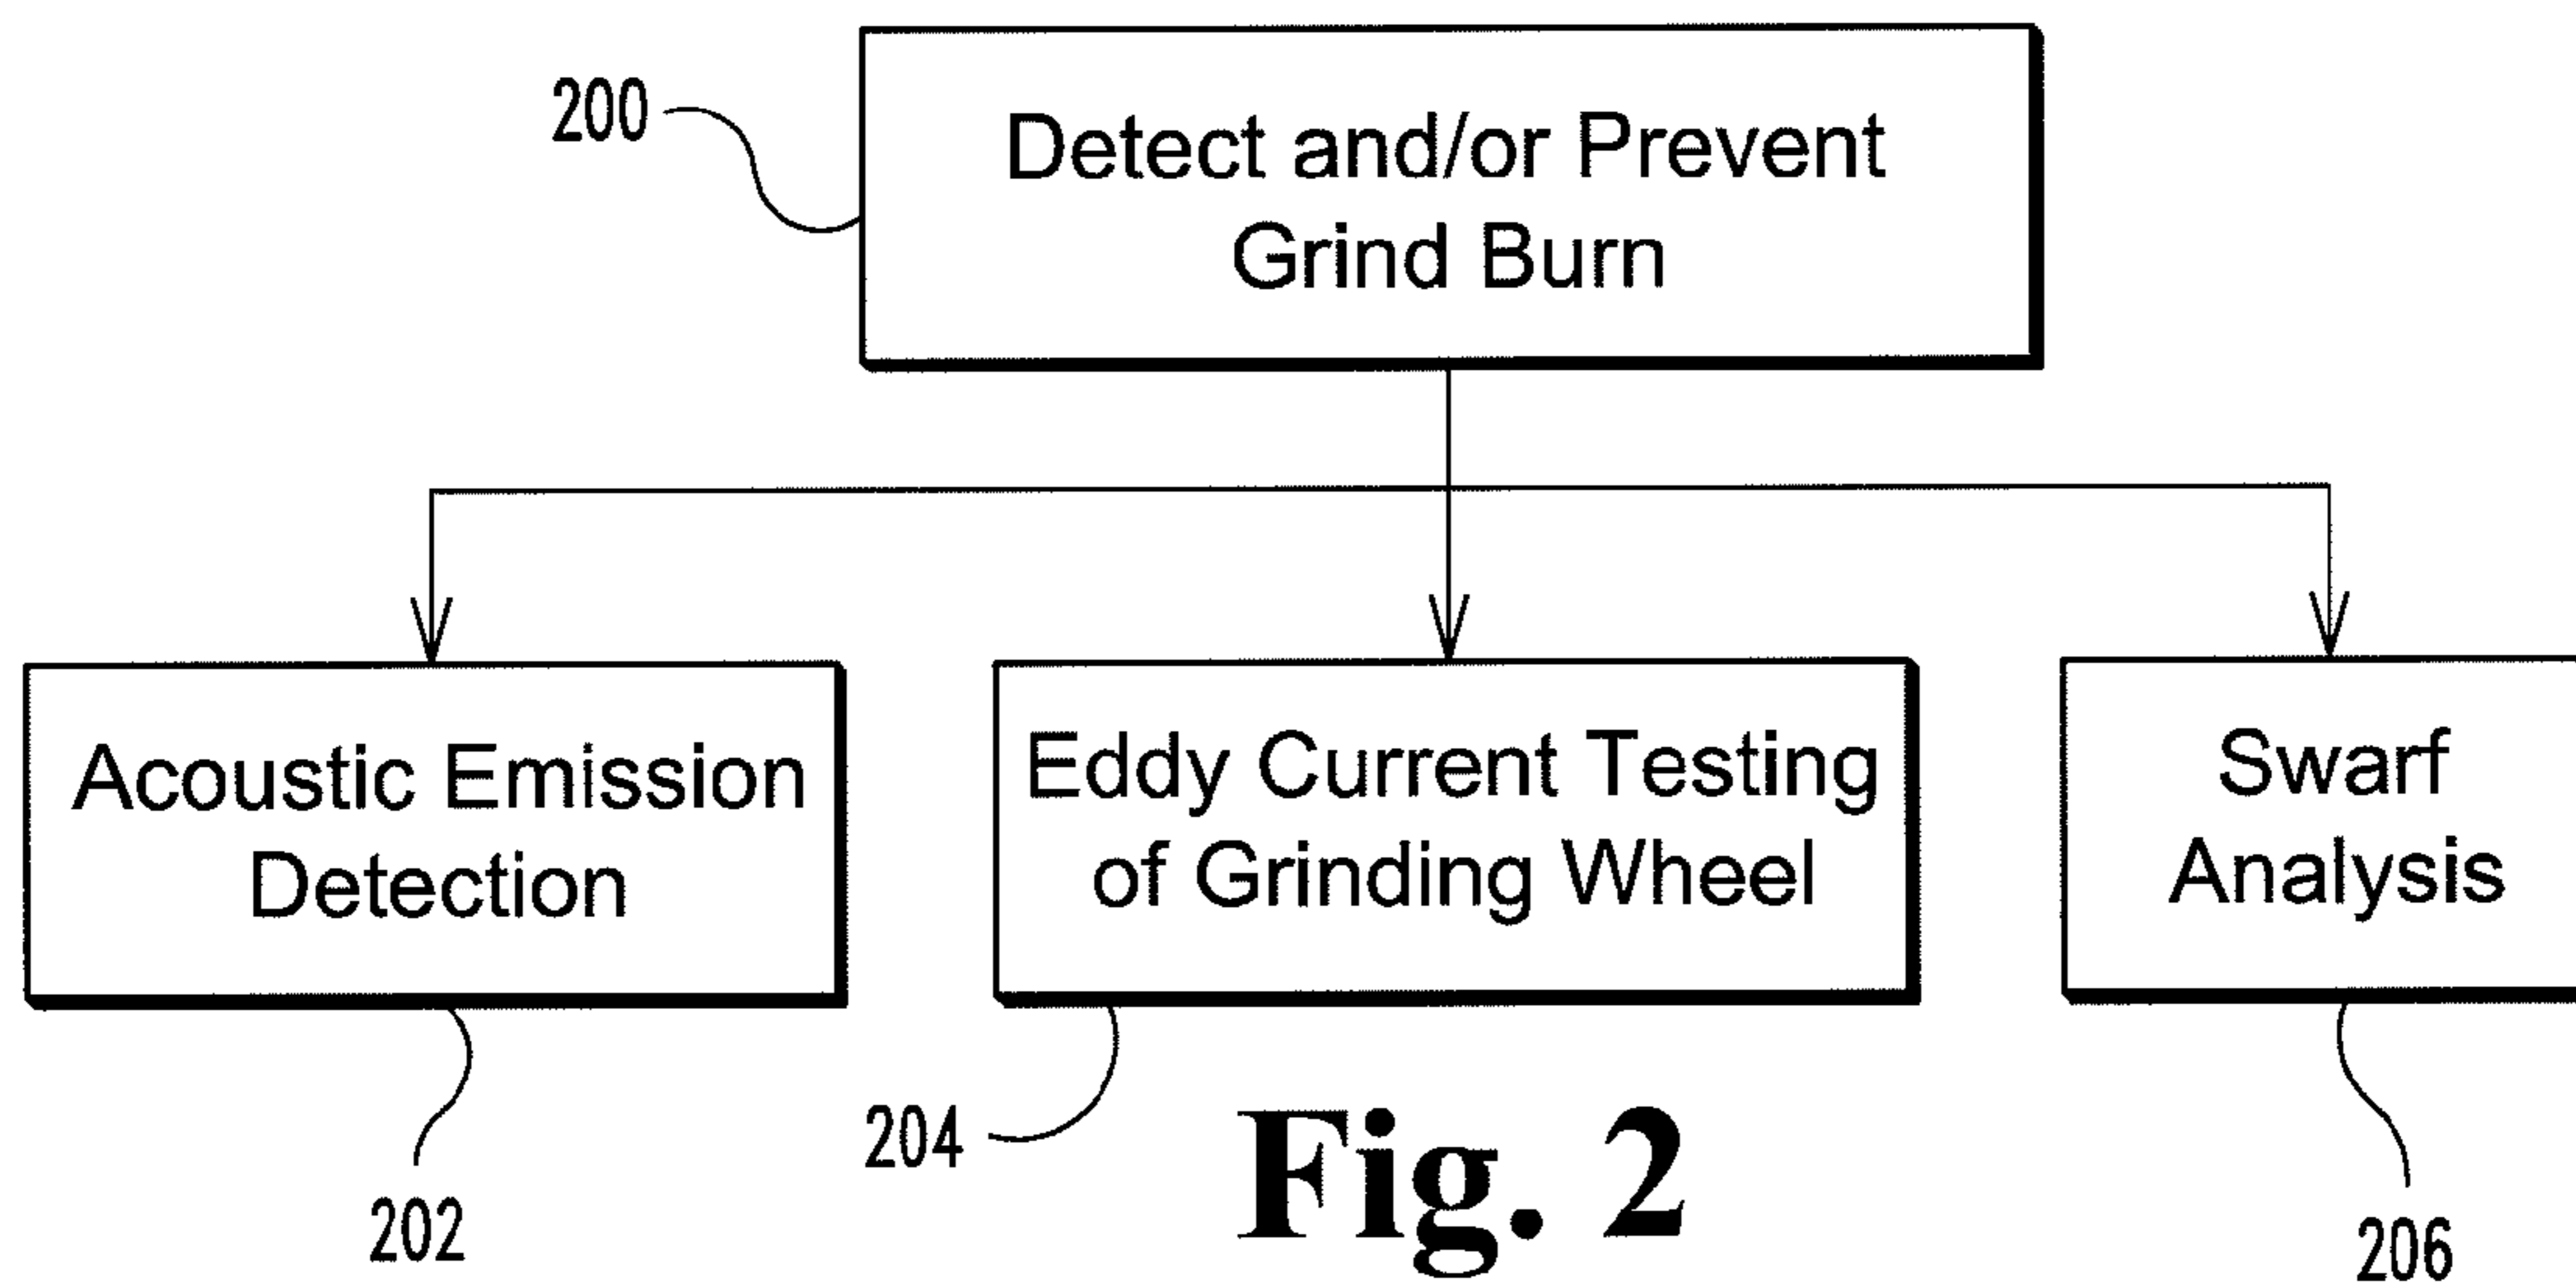 200
Detect and/or Prevent
Grind Burn
Acoustic Emission
Detection
Eddy Current Testing
of Grinding Wheel
Swarf
Analysis
202
204
206
Fig. 2